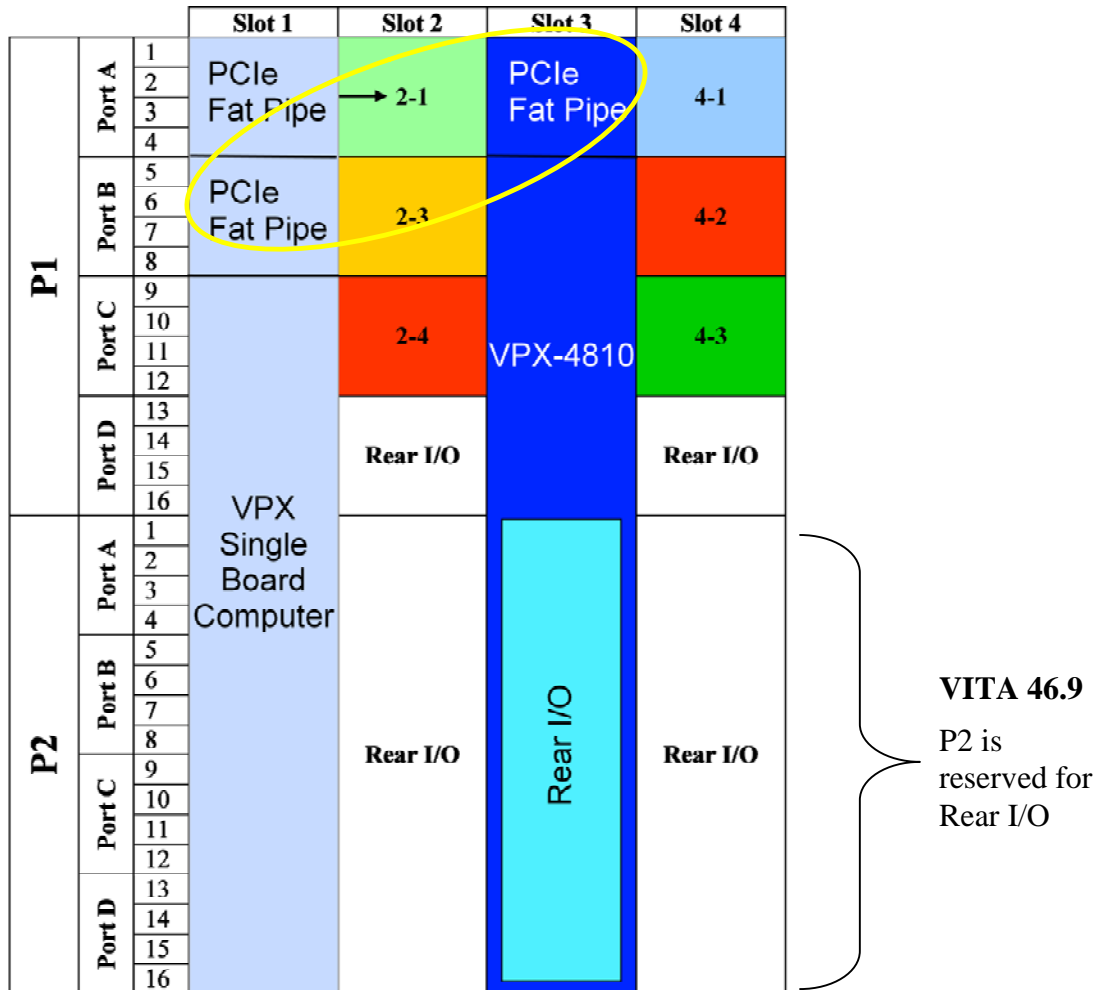 Slot 1 Slot 2 Slot 3 Slot 4
P1
Port A
1
2
3
4
PCIe
Fat Pipe
2-1
PCIe
Fat Pipe
4-1
Port B
5
6
7
8
PCIe
Fat Pipe
2-3
4-2
Port C
9
10
11
12
2-4
VPX-4810
4-3
Port D
13
14
15
16
Rear I/O
Rear I/O
VPX
Single
Board
Computer
P2
Port A
1
2
3
4
Port B
5
6
7
8
Port C
9
10
11
12
Port D
13
14
15
16
Rear I/O
Rear I/O
Rear I/O
VITA 46.9
P2 is
reserved for
Rear I/O